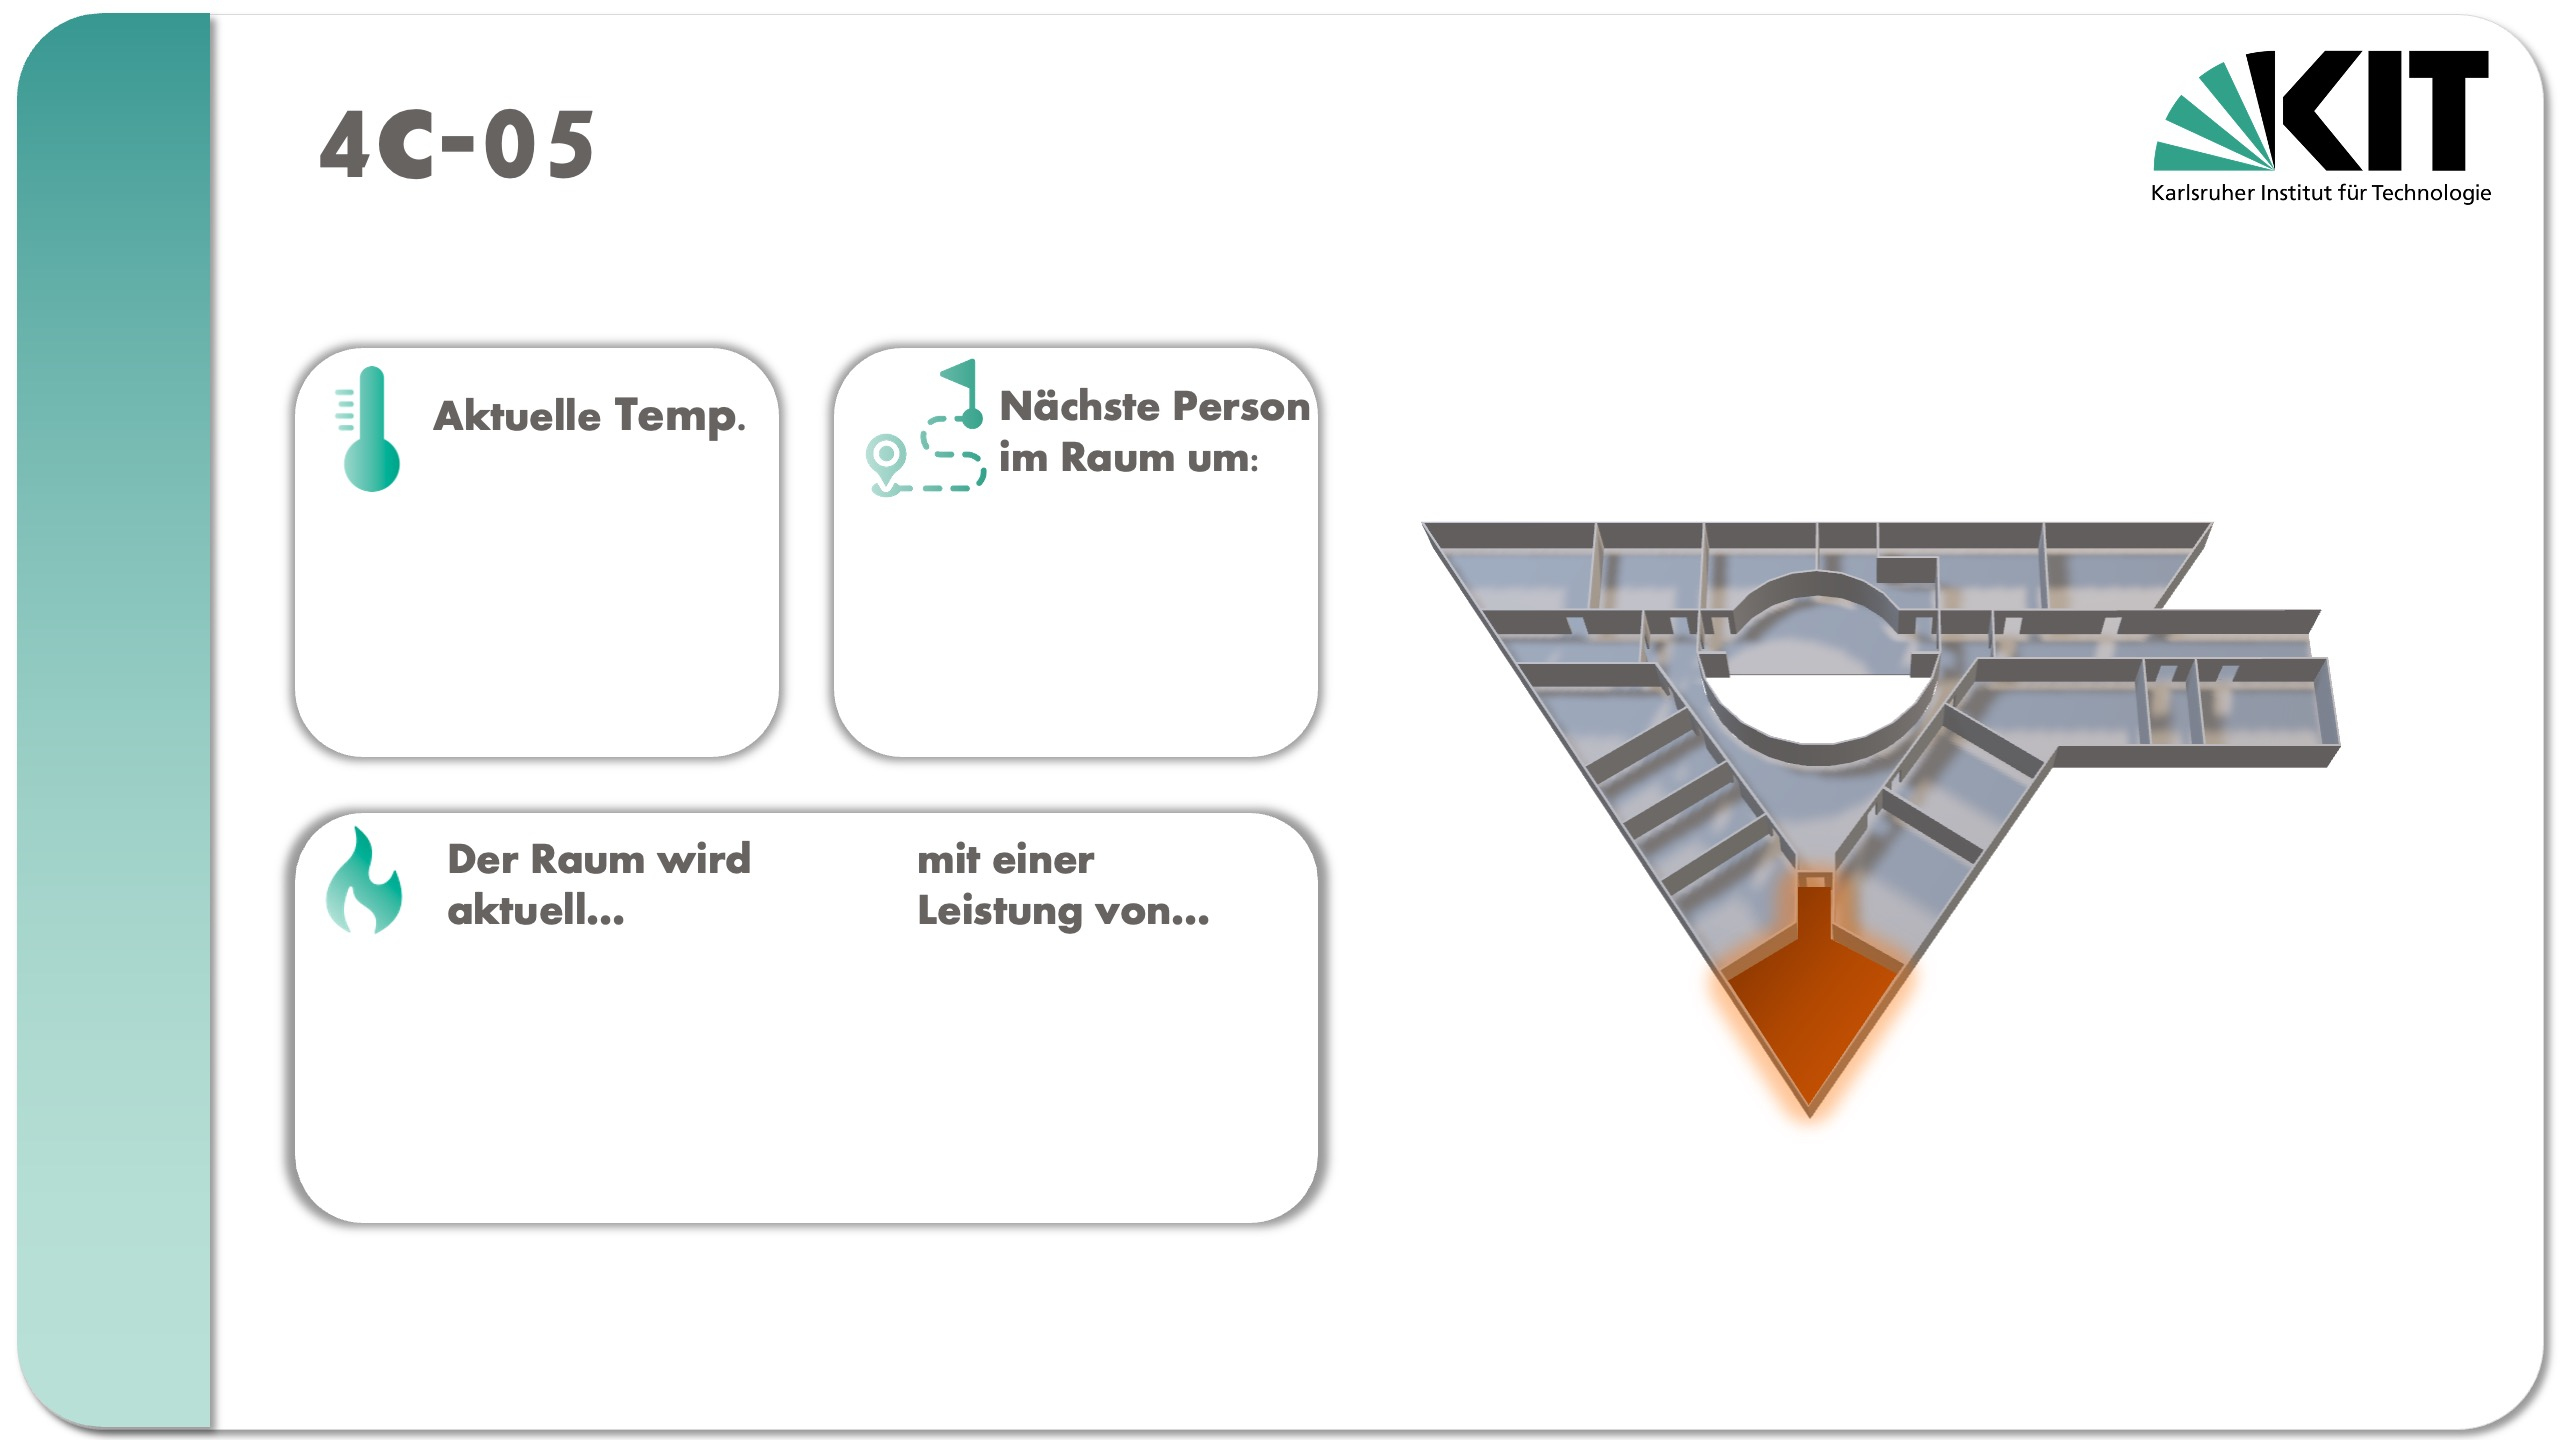 4C-05
KIT
Karlsruher Institut für Technologie
Aktuelle Temp.
Nächste Person
im Raum um:
Der Raum wird
aktuell...
mit einer
Leistung von...